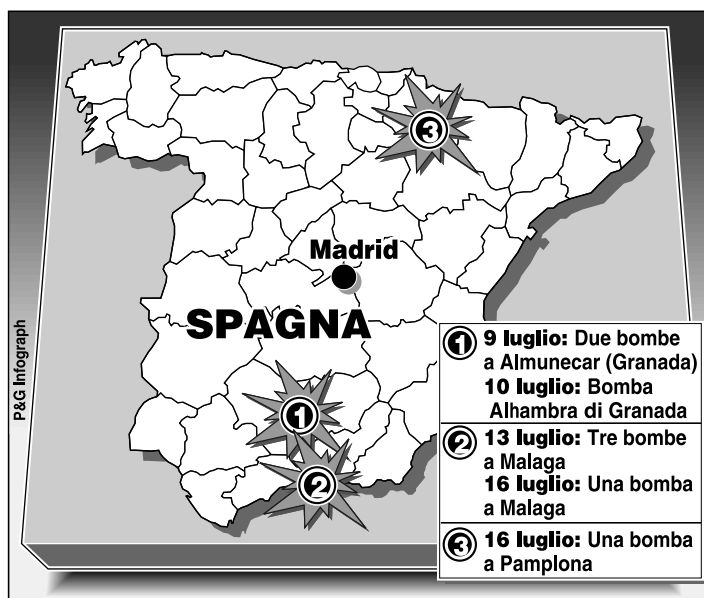 3
Madrid
SPAGNA
1
2
P&G Infograph
1 9 luglio: Due bombe
a Almunecar (Granada)
10 luglio: Bomba
Alhambra di Granada
2 13 luglio: Tre bombe
a Malaga
16 luglio: Una bomba
a Malaga
3 16 luglio: Una bomba
a Pamplona